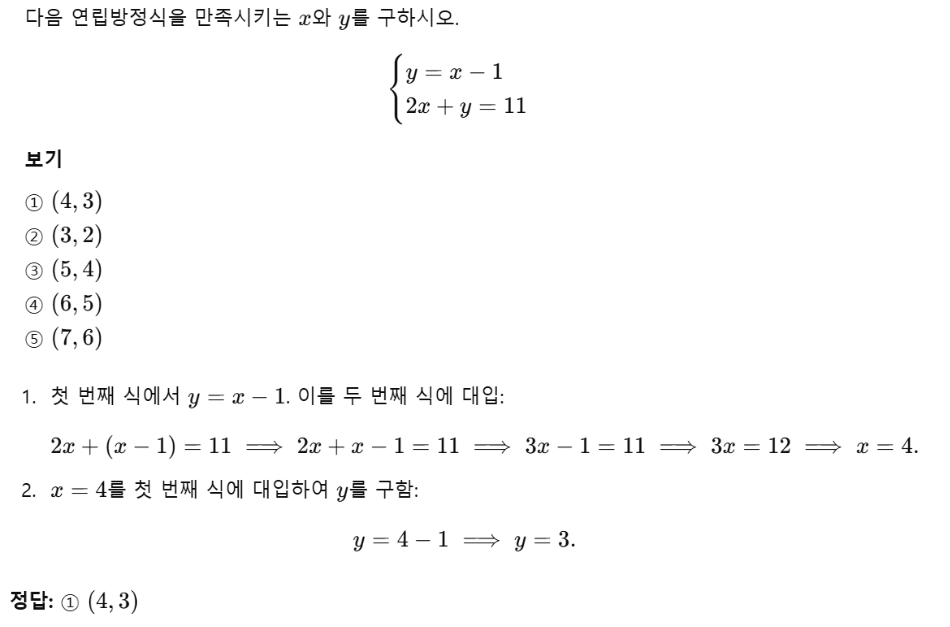 다음 연립방정식을 만족시키는 x와 y를 구하시오.
{ y = x − 1
2x + y = 11
보기
① (4, 3)
② (3, 2)
③ (5, 4)
④ (6, 5)
⑤ (7, 6)
1. 첫 번째 식에서 y = x − 1. 이를 두 번째 식에 대입:
2x + (x − 1) = 11 ⟹ 2x + x − 1 = 11 ⟹ 3x − 1 = 11 ⟹ 3x = 12 ⟹ x = 4.
2. x = 4를 첫 번째 식에 대입하여 y를 구함:
y = 4 − 1 ⟹ y = 3.
정답: ① (4, 3)